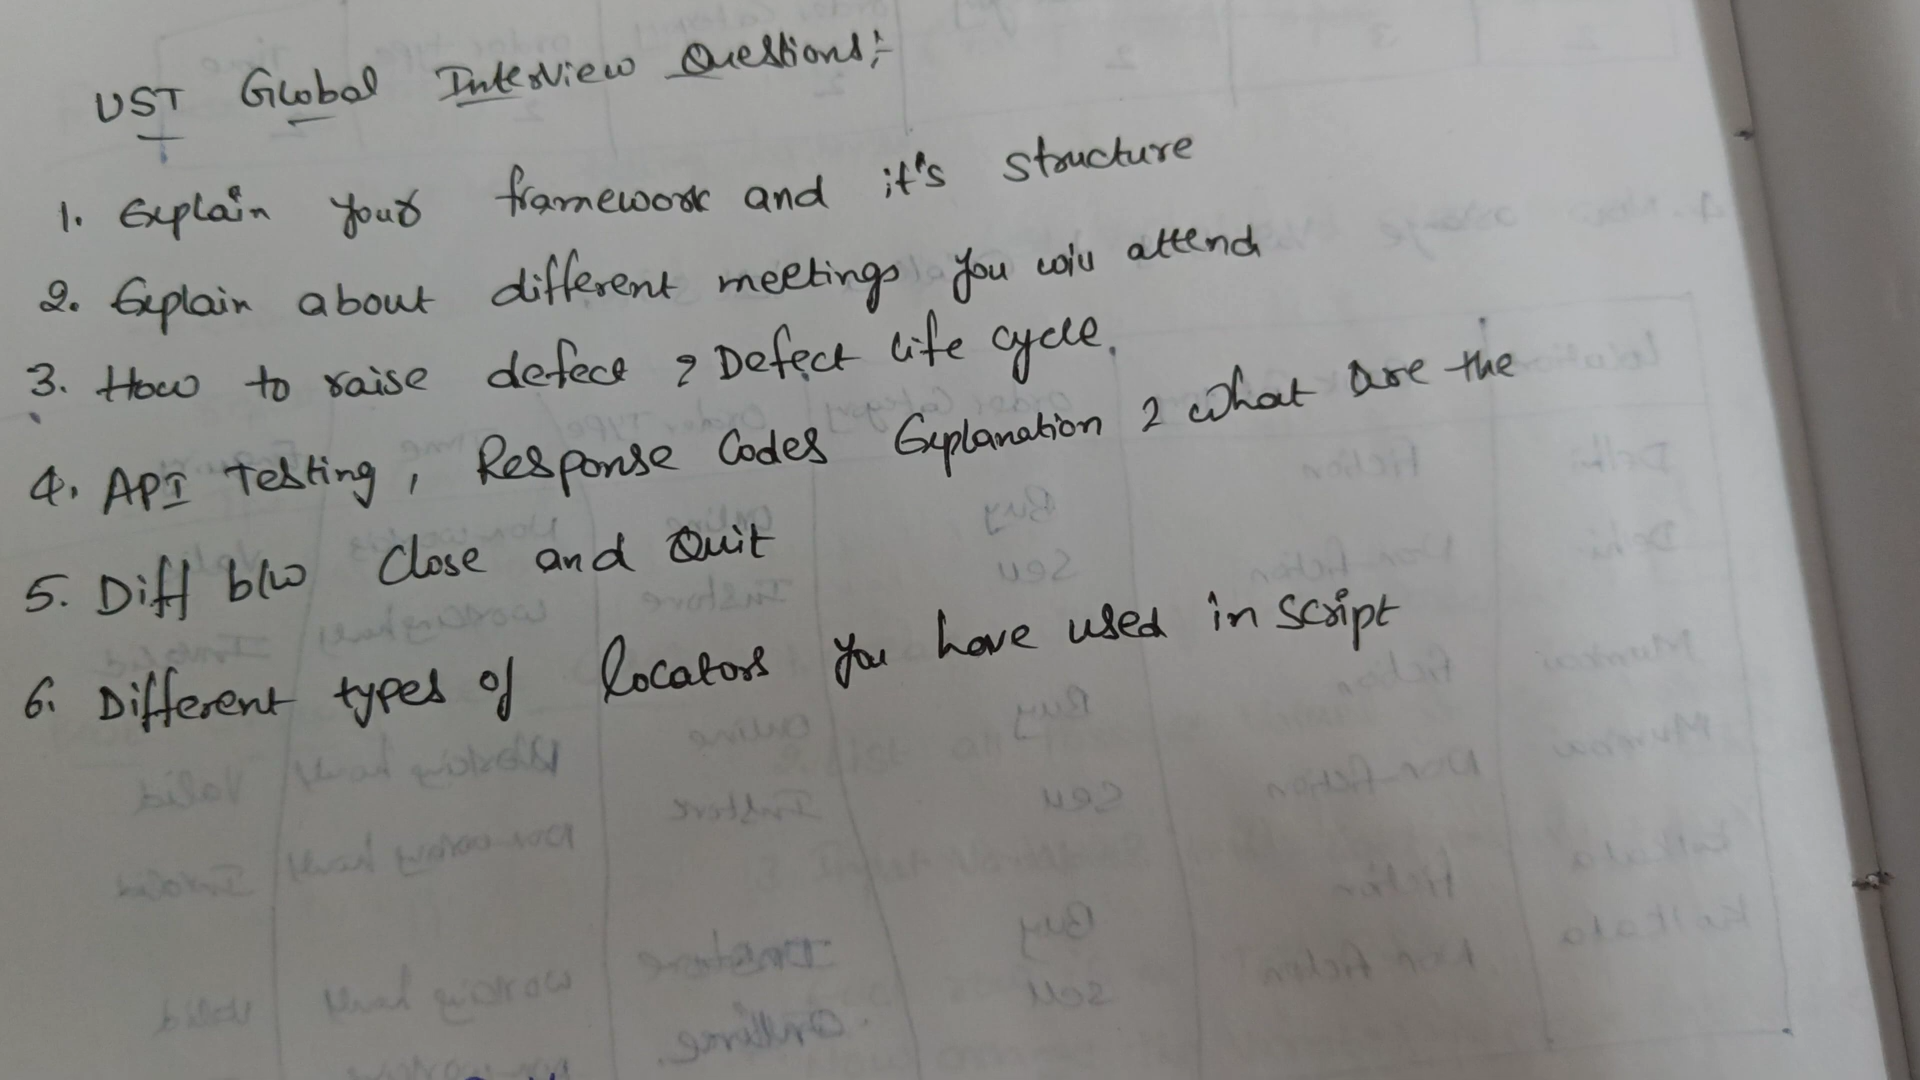 UST Global Interview Questions:-
1. Explain your framework and it's structure
2. Explain about different meetings you will attend
3. How to raise defect ? Defect life cycle.
4. API Testing, Response Codes Explanation ? what are the
5. Diff b/w Close and Quit
6. Different types of locators you have used in script